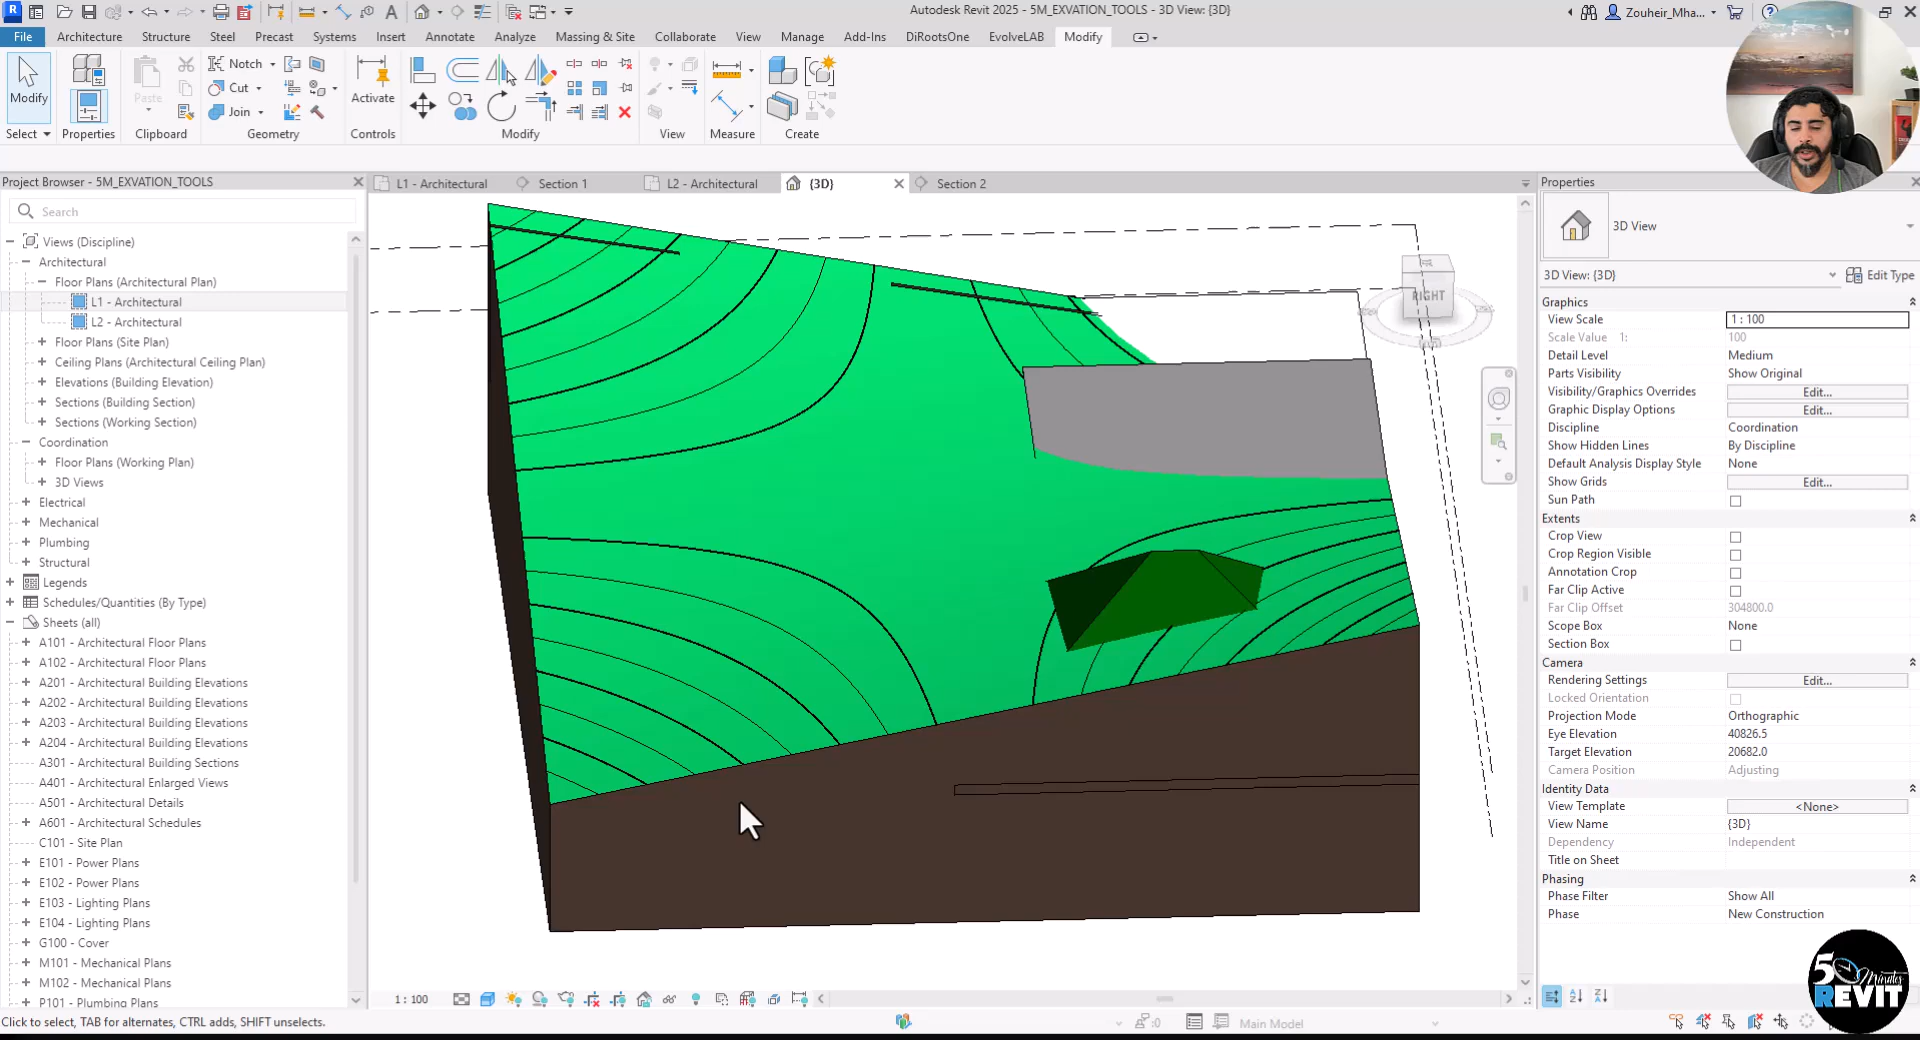 Autodesk Revit 2025 - 5M_EXVATION_TOOLS - 3D View: {3D}
Zouheir_Mha...
File
Architecture
Structure
Steel
Precast
Systems
Insert
Annotate
Analyze
Massing & Site
Collaborate
View
Manage
Add-Ins
DiRootsOne
EvolveLAB
Modify
Modify
Paste
Notch
Cut
Join
Activate
Select
Properties
Clipboard
Geometry
Controls
Modify
View
Measure
Create
Project Browser - 5M_EXVATION_TOOLS
L1 - Architectural
Section 1
L2 - Architectural
{3D}
Section 2
Properties
Search
Views (Discipline)
Architectural
Floor Plans (Architectural Plan)
L1 - Architectural
L2 - Architectural
Floor Plans (Site Plan)
Ceiling Plans (Architectural Ceiling Plan)
Elevations (Building Elevation)
Sections (Building Section)
Sections (Working Section)
Coordination
Floor Plans (Working Plan)
3D Views
Electrical
Mechanical
Plumbing
Structural
Legends
Schedules/Quantities (By Type)
Sheets (all)
A101 - Architectural Floor Plans
A102 - Architectural Floor Plans
A201 - Architectural Building Elevations
A202 - Architectural Building Elevations
A203 - Architectural Building Elevations
A204 - Architectural Building Elevations
A301 - Architectural Building Sections
A401 - Architectural Enlarged Views
A501 - Architectural Details
A601 - Architectural Schedules
C101 - Site Plan
E101 - Power Plans
E102 - Power Plans
E103 - Lighting Plans
E104 - Lighting Plans
G100 - Cover
M101 - Mechanical Plans
M102 - Mechanical Plans
P101 - Plumbing Plans
RIGHT
3D View
3D View: {3D}
Edit Type
Graphics
View Scale 1 : 100
Scale Value 1: 100
Detail Level Medium
Parts Visibility Show Original
Visibility/Graphics Overrides Edit...
Graphic Display Options Edit...
Discipline Coordination
Show Hidden Lines By Discipline
Default Analysis Display Style None
Show Grids Edit...
Sun Path
Extents
Crop View
Crop Region Visible
Annotation Crop
Far Clip Active
Far Clip Offset 304800.0
Scope Box None
Section Box
Camera
Rendering Settings Edit...
Locked Orientation
Projection Mode Orthographic
Eye Elevation 40826.5
Target Elevation 20682.0
Camera Position Adjusting
Identity Data
View Template <None>
View Name {3D}
Dependency Independent
Title on Sheet
Phasing
Phase Filter Show All
Phase New Construction
1 : 100
Click to select, TAB for alternates, CTRL adds, SHIFT unselects.
:0
Main Model
5 Minutes
REVIT